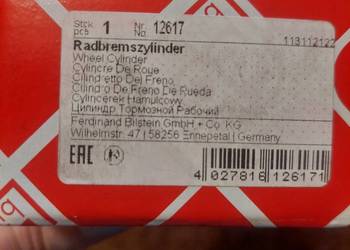 Stck. 1 Nr. 12617
pcs No.
113112122
Radbremszylinder
Wheel Cylinder
Cylindre De Roue
Cilindretto Del Freno
Cilindro De Freno De Rueda
Cylinderek Hamulcowy
Цилиндр Тормозной Рабочий
Ferdinand Bilstein GmbH + Co. KG
Wilhelmstr. 47 | 58256 Ennepetal | Germany
EAC
4 027816 126171